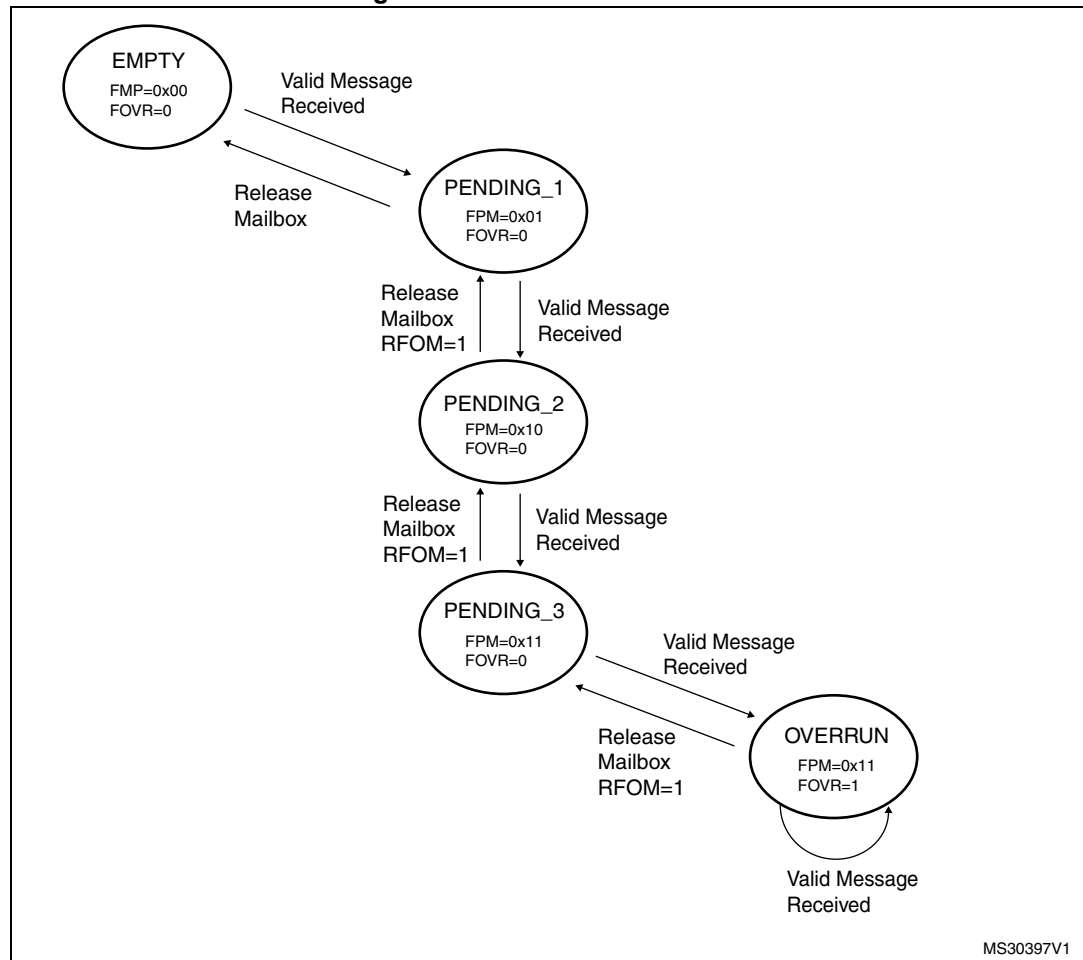 EMPTY
FMP=0x00
FOVR=0
Valid Message
Received
Release
Mailbox
PENDING_1
FPM=0x01
FOVR=0
Release
Mailbox
RFOM=1
Valid Message
Received
PENDING_2
FPM=0x10
FOVR=0
Release
Mailbox
RFOM=1
Valid Message
Received
PENDING_3
FPM=0x11
FOVR=0
Valid Message
Received
Release
Mailbox
RFOM=1
OVERRUN
FPM=0x11
FOVR=1
Valid Message
Received
MS30397V1